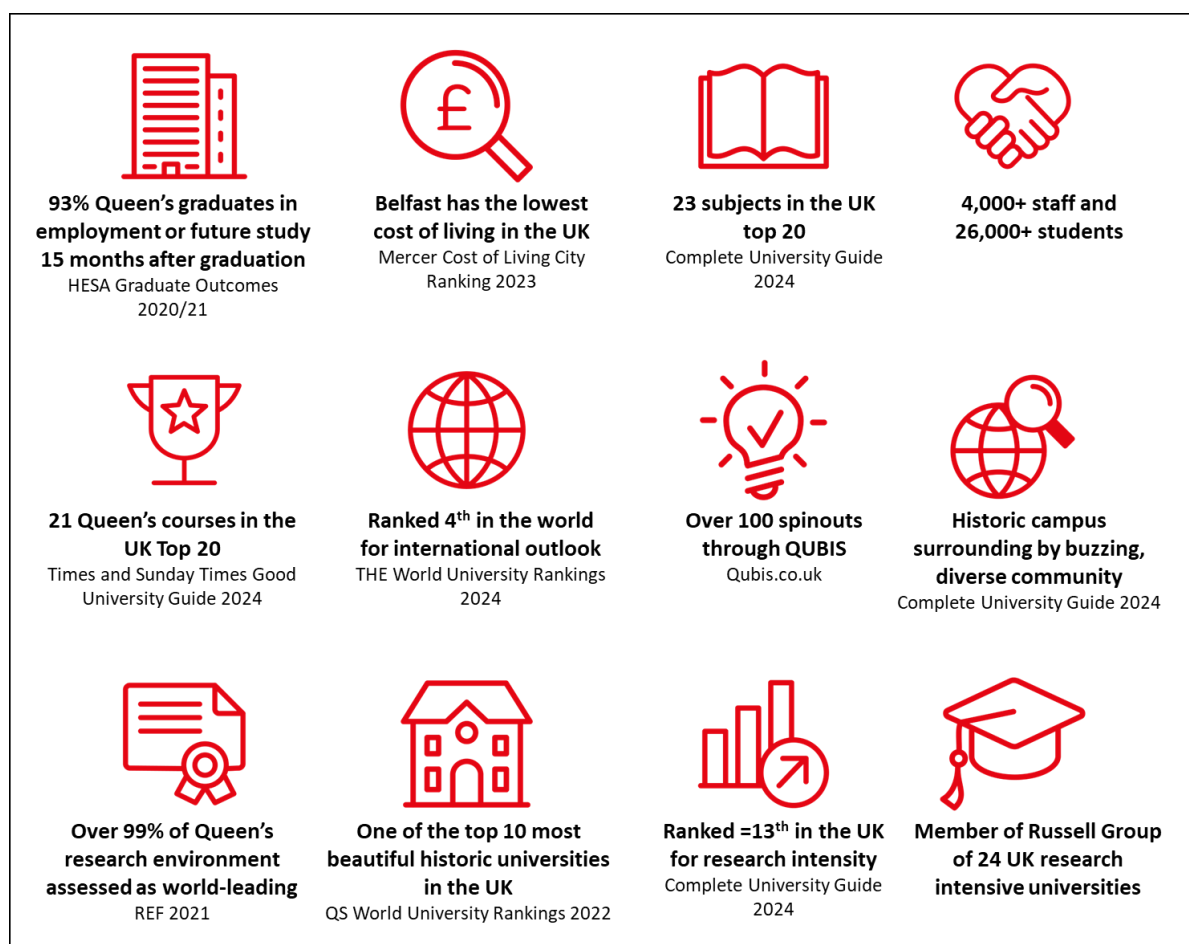 £
93% Queen's graduates in
employment or future study
15 months after graduation
HESA Graduate Outcomes
2020/21
Belfast has the lowest
cost of living in the UK
Mercer Cost of Living City
Ranking 2023
23 subjects in the UK
top 20
Complete University Guide
2024
4,000+ staff and
26,000+ students
21 Queen's courses in the
UK Top 20
Times and Sunday Times Good
University Guide 2024
Ranked 4th in the world
for international outlook
THE World University Rankings
2024
Over 100 spinouts
through QUBIS
Qubis.co.uk
Historic campus
surrounding by buzzing,
diverse community
Complete University Guide 2024
Over 99% of Queen's
research environment
assessed as world-leading
REF 2021
One of the top 10 most
beautiful historic universities
in the UK
QS World University Rankings 2022
Ranked =13th in the UK
for research intensity
Complete University Guide
2024
Member of Russell Group
of 24 UK research
intensive universities